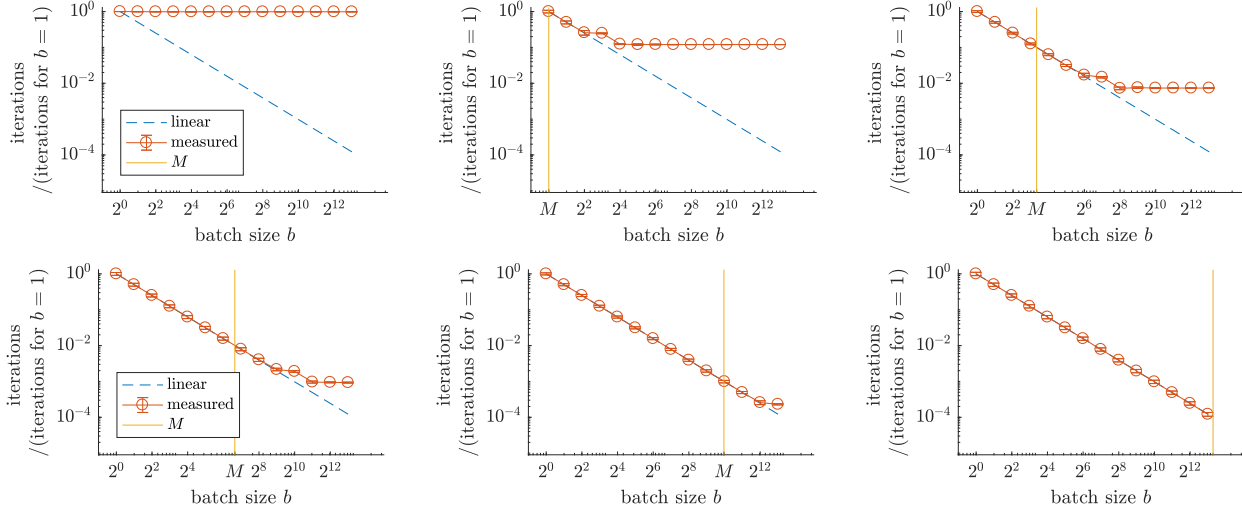 iterations
/(iterations for b = 1)
10^0
10^-2
10^-4
linear
measured
M
2^0 2^2 2^4 2^6 2^8 2^10 2^12
batch size b
iterations
/(iterations for b = 1)
10^0
10^-2
10^-4
M 2^2 2^4 2^6 2^8 2^10 2^12
batch size b
iterations
/(iterations for b = 1)
10^0
10^-2
10^-4
2^0 2^2 M 2^6 2^8 2^10 2^12
batch size b
iterations
/(iterations for b = 1)
10^0
10^-2
10^-4
linear
measured
M
2^0 2^2 2^4 M 2^8 2^10 2^12
batch size b
iterations
/(iterations for b = 1)
10^0
10^-2
10^-4
2^0 2^2 2^4 2^6 2^8 M 2^12
batch size b
iterations
/(iterations for b = 1)
10^0
10^-2
10^-4
2^0 2^2 2^4 2^6 2^8 2^10 2^12
batch size b